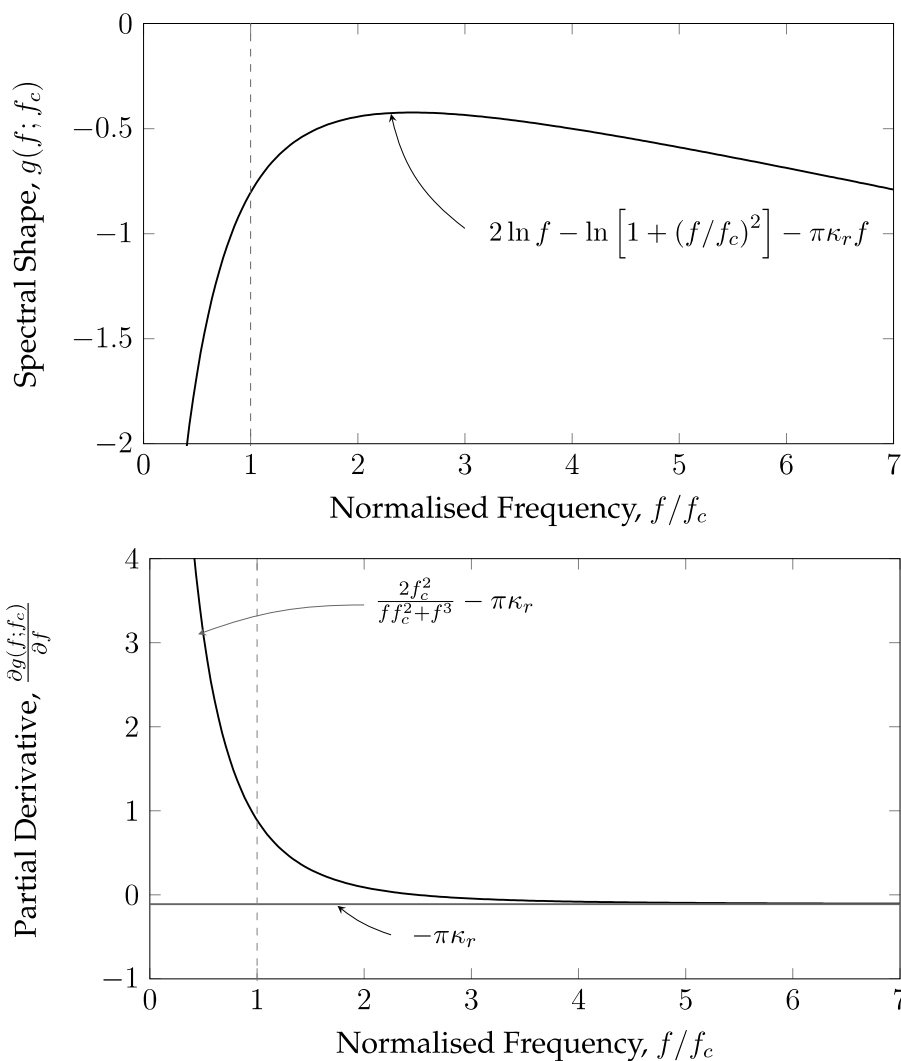 0
−0.5
−1
−1.5
−2
Spectral Shape, g(f; f_c)
2 ln f − ln [1 + (f/f_c)^2] − πκ_r f
0 1 2 3 4 5 6 7
Normalised Frequency, f/f_c
4
3
2
1
0
−1
Partial Derivative, ∂g(f;f_c)/∂f
2f_c^2/(f f_c^2+f^3) − πκ_r
−πκ_r
0 1 2 3 4 5 6 7
Normalised Frequency, f/f_c